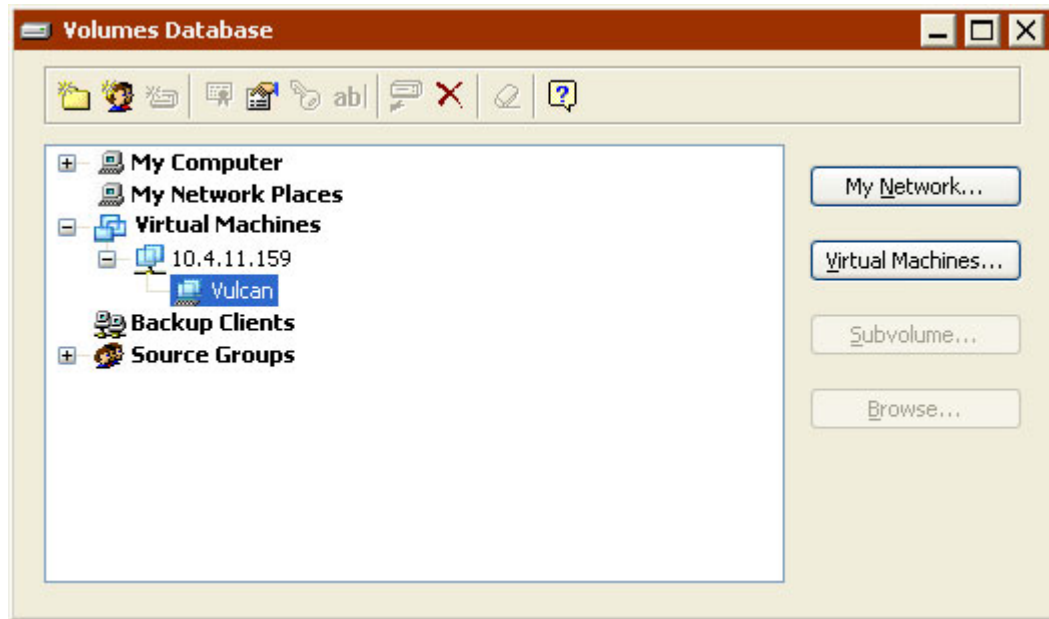 Volumes Database
ab|
My Computer
My Network Places
Virtual Machines
10.4.11.159
Vulcan
Backup Clients
Source Groups
My Network...
Virtual Machines...
Subvolume...
Browse...